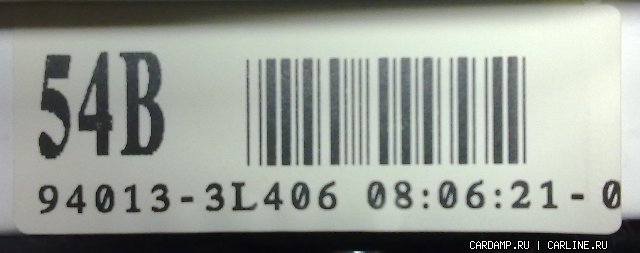 54B
94013-3L406 08:06:21-0
CARDAMP.RU | CARLINE.RU